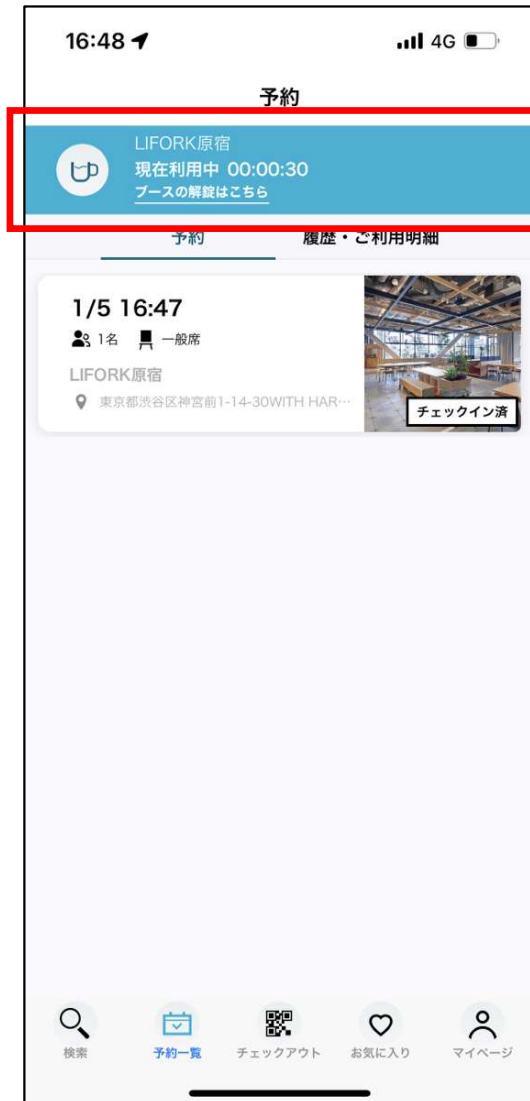 16:48
4G
予約
LIFORK原宿
現在利用中 00:00:30
ブースの解錠はこちら
予約
履歴・ご利用明細
1/5 16:47
1名 一般席
LIFORK原宿
東京都渋谷区神宮前1-14-30WITH HAR…
チェックイン済
検索
予約一覧
チェックアウト
お気に入り
マイページ